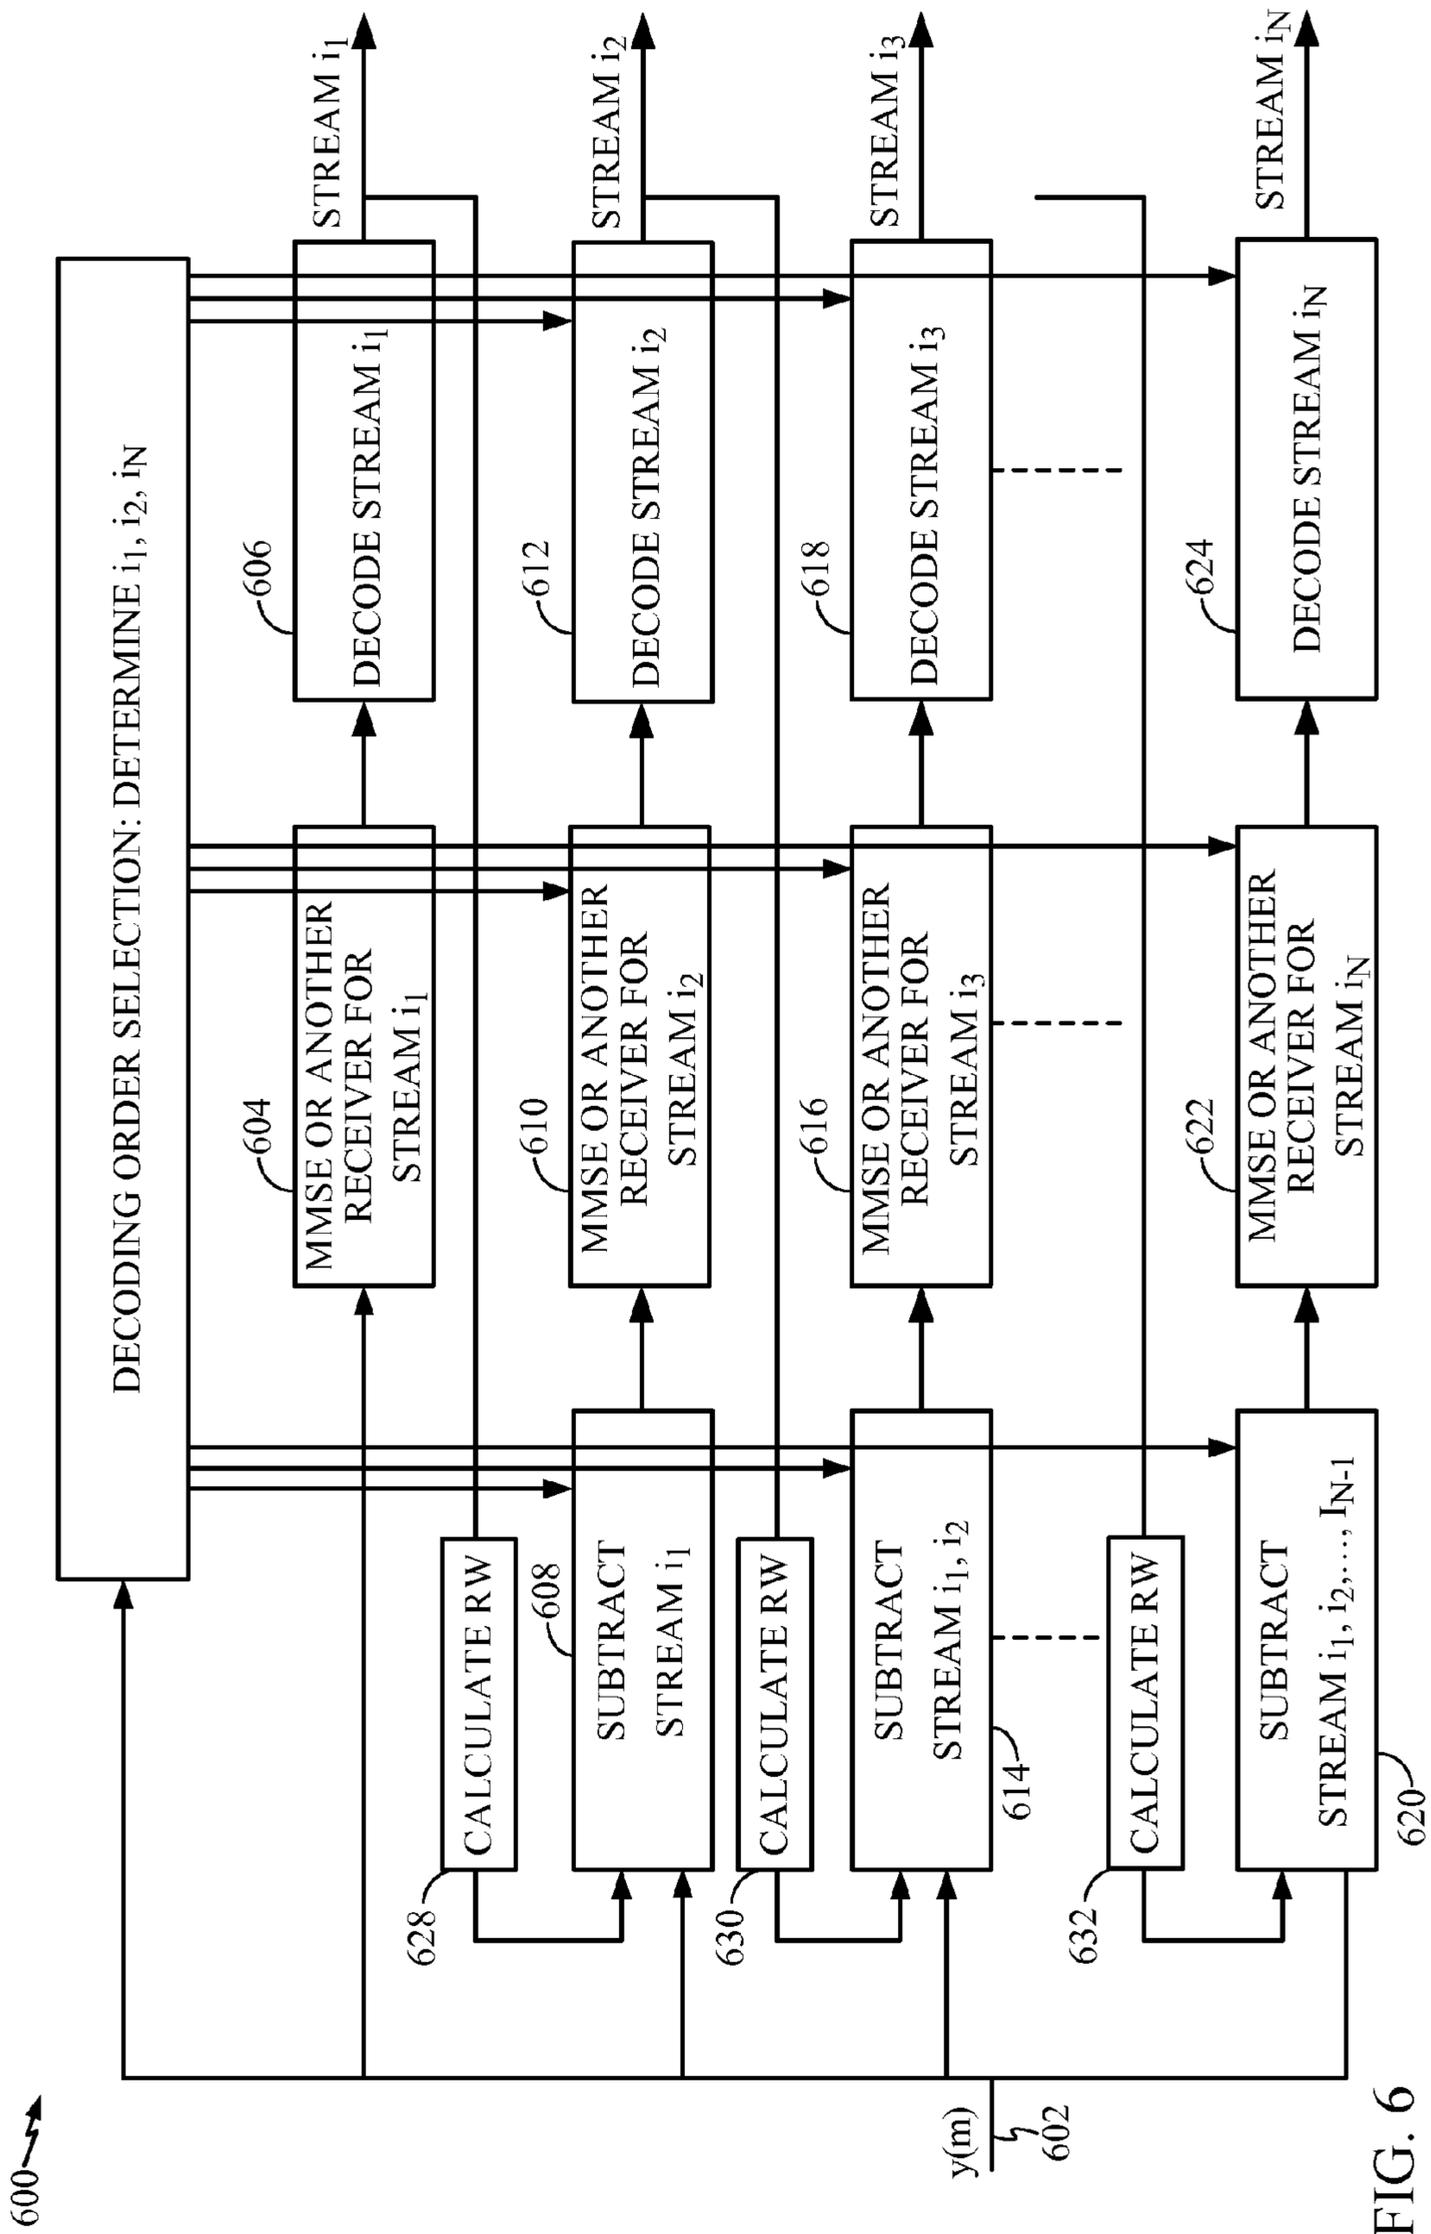 600
DECODING ORDER SELECTION: DETERMINE i1, i2, iN
604
MMSE OR ANOTHER
RECEIVER FOR
STREAM i1
606
DECODE STREAM i1
STREAM i1
628
CALCULATE RW
608
SUBTRACT
STREAM i1
610
MMSE OR ANOTHER
RECEIVER FOR
STREAM i2
612
DECODE STREAM i2
STREAM i2
630
CALCULATE RW
614
SUBTRACT
STREAM i1, i2
616
MMSE OR ANOTHER
RECEIVER FOR
STREAM i3
618
DECODE STREAM i3
STREAM i3
y(m)
602
632
CALCULATE RW
620
SUBTRACT
STREAM i1, i2,..., IN-1
622
MMSE OR ANOTHER
RECEIVER FOR
STREAM iN
624
DECODE STREAM iN
STREAM iN
FIG. 6